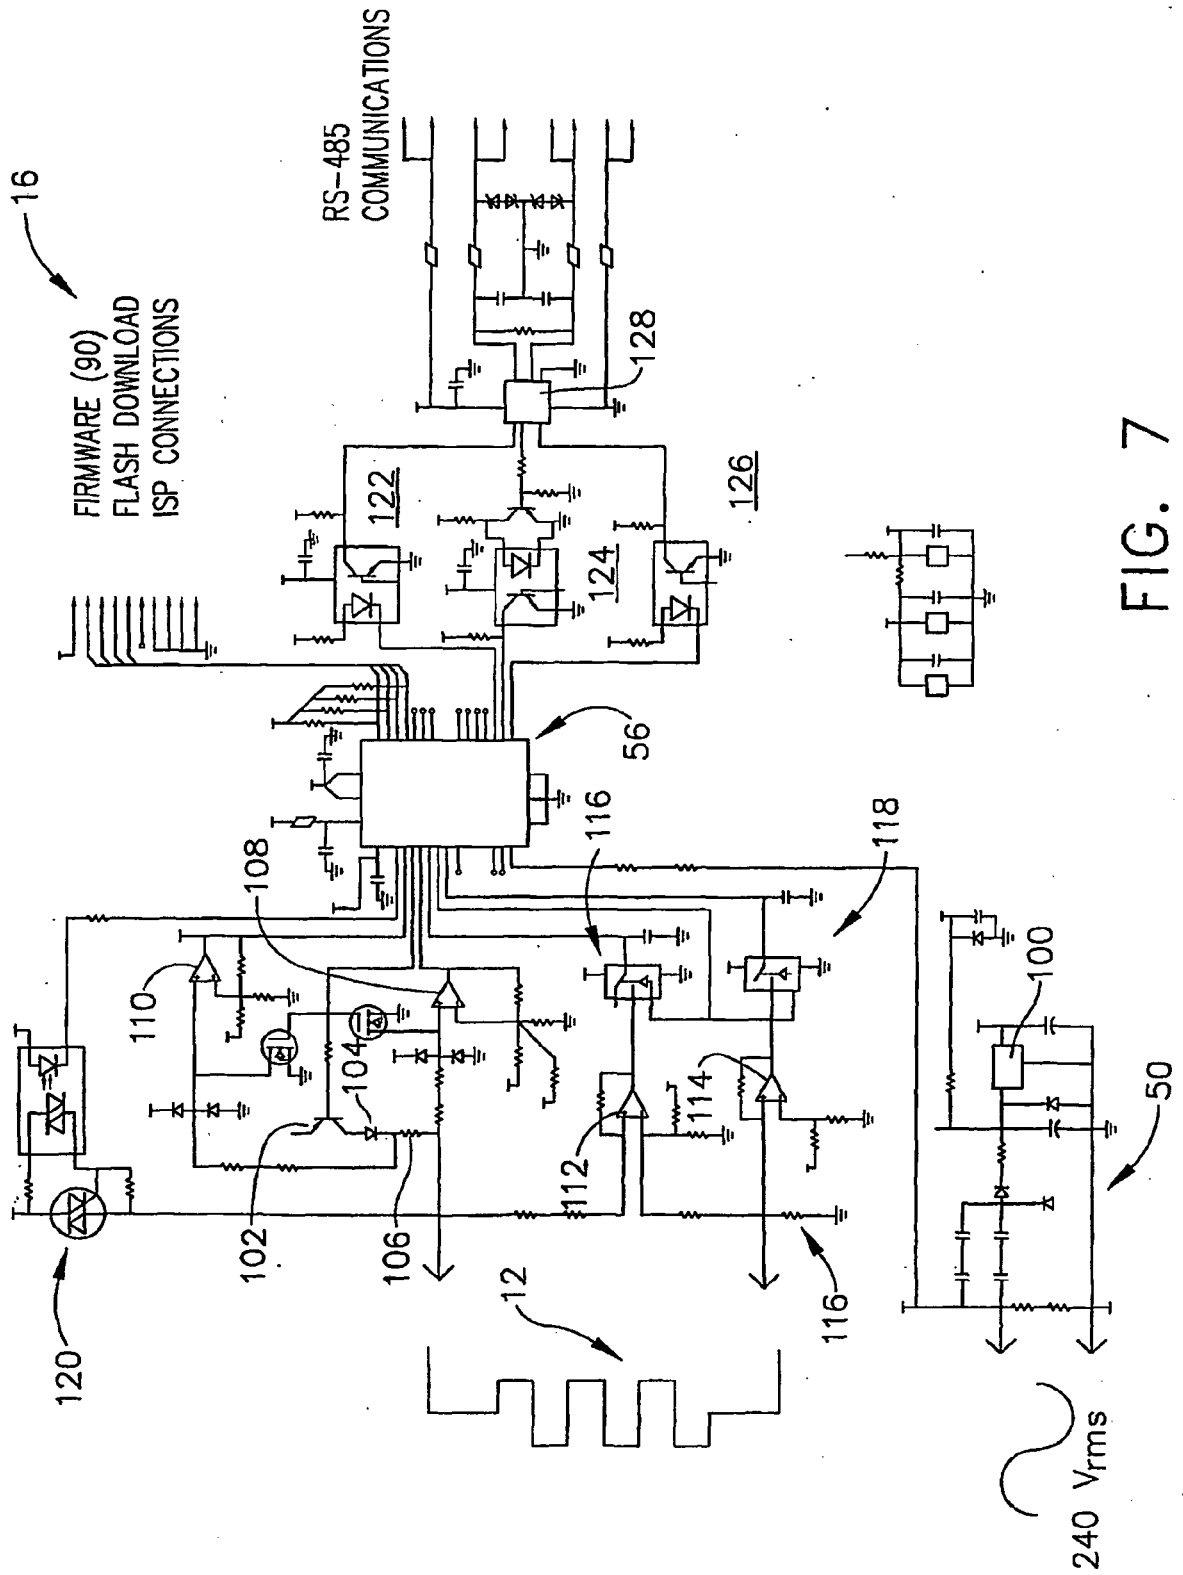 16
FIRMWARE (90)
FLASH DOWNLOAD
ISP CONNECTIONS
RS-485
COMMUNICATIONS
120
110
108
102
104
106
122
124
126
128
56
12
112
114
116
116
118
100
50
240 Vrms
FIG. 7